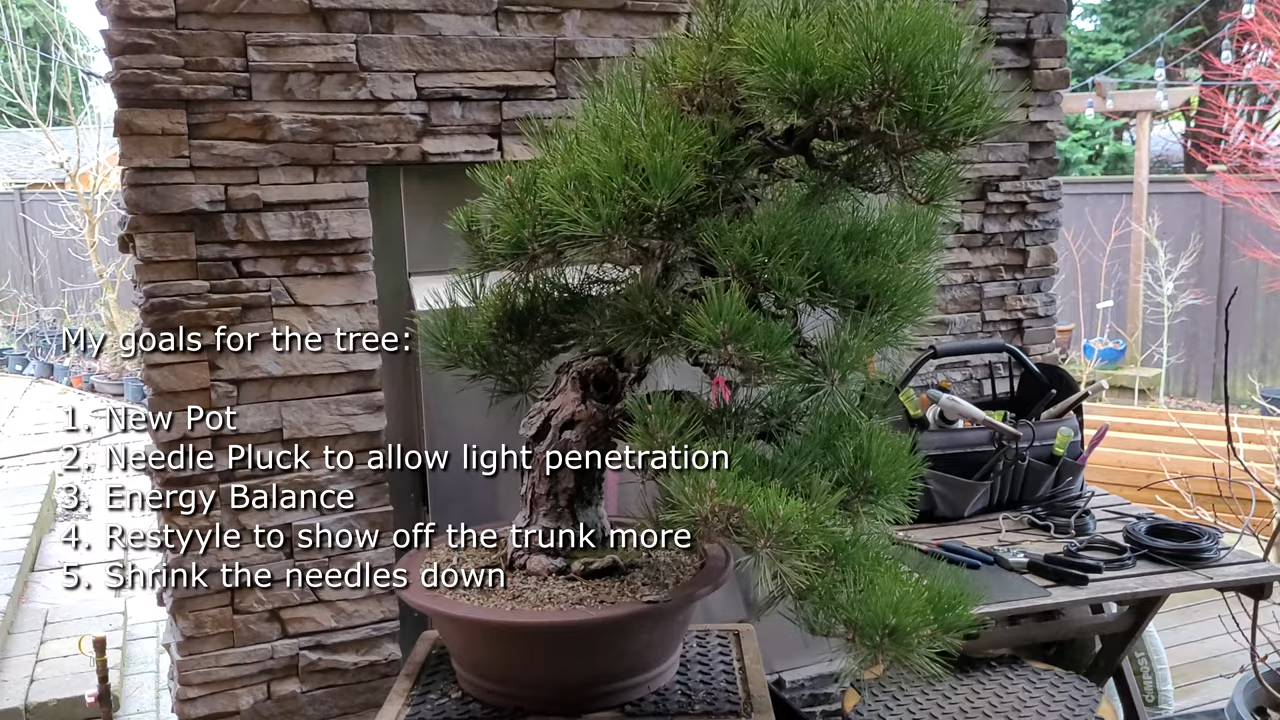 My goals for the tree:
1. New Pot
2. Needle Pluck to allow light penetration
3. Energy Balance
4. Restyyle to show off the trunk more
5. Shrink the needles down
COMPOST